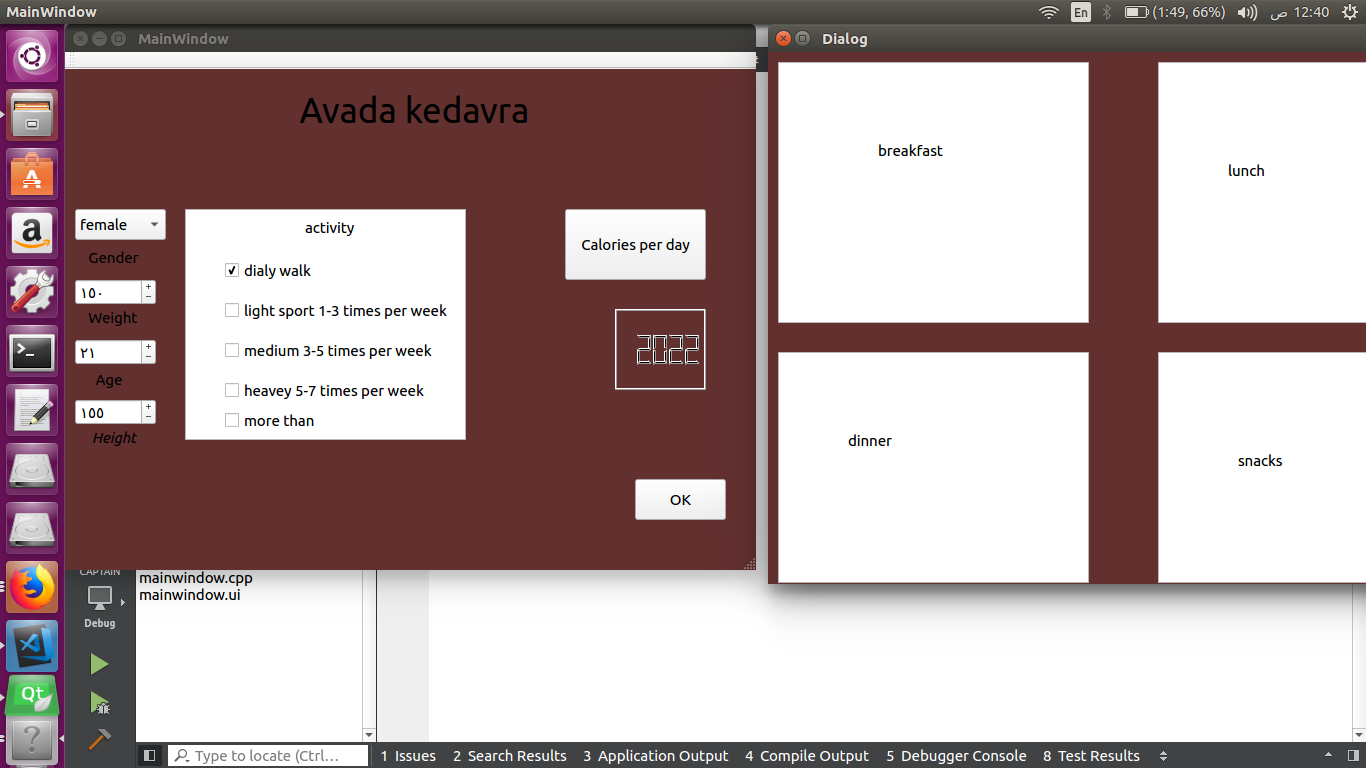 MainWindow
En
(1:49, 66%)
12:40 ص
MainWindow
Avada kedavra
female
Gender
١٥٠
Weight
٢١
Age
١٥٥
Height
activity
dialy walk
light sport 1-3 times per week
medium 3-5 times per week
heavey 5-7 times per week
more than
Calories per day
2022
OK
Dialog
breakfast
lunch
dinner
snacks
CAPTAIN
Debug
mainwindow.cpp
mainwindow.ui
Qt
Type to locate (Ctrl...
1 Issues
2 Search Results
3 Application Output
4 Compile Output
5 Debugger Console
8 Test Results